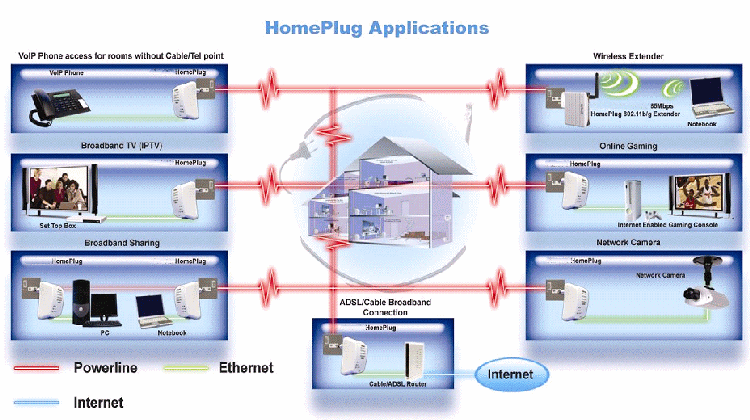 HomePlug Applications
VoIP Phone access for rooms without Cable/Tel point
VoIP Phone
HomePlug
Wireless Extender
55Mbps
HomePlug 802.11b/g Extender
Notebook
Broadband TV (IPTV)
HomePlug
Set Top Box
Online Gaming
HomePlug
Internet Enabled Gaming Console
Broadband Sharing
HomePlug
HomePlug
PC
Notebook
Network Camera
HomePlug
Network Camera
ADSL/Cable Broadband
Connection
HomePlug
Cable/ADSL Router
Internet
Powerline
Ethernet
Internet